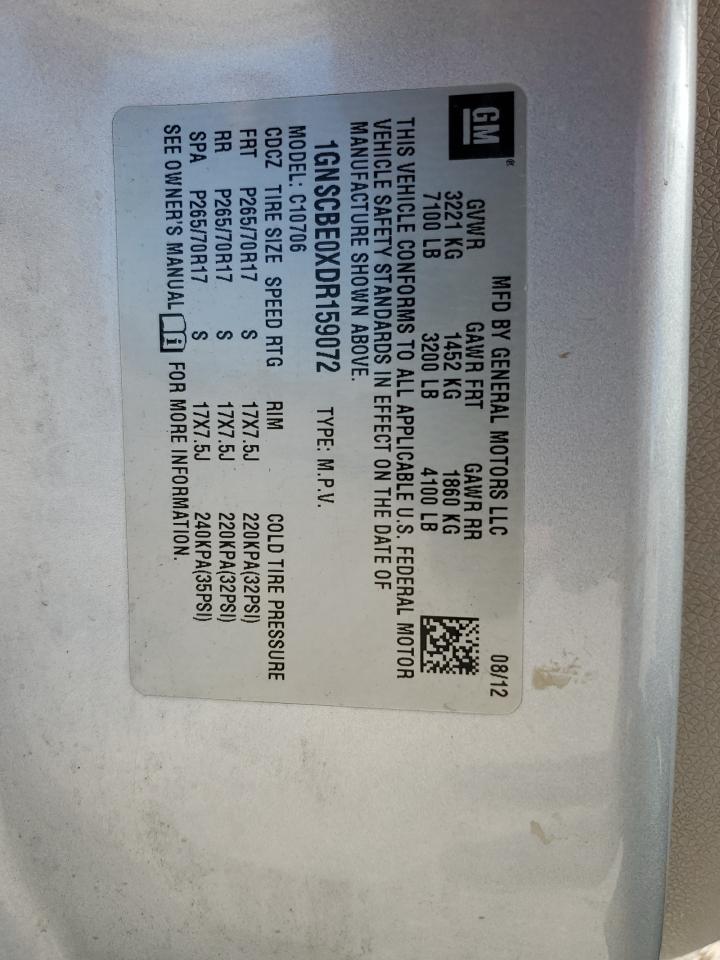 GM®
MFD BY GENERAL MOTORS LLC 08/12
GVWR GAWR FRT GAWR RR
3221 KG 1452 KG 1860 KG
7100 LB 3200 LB 4100 LB
THIS VEHICLE CONFORMS TO ALL APPLICABLE U.S. FEDERAL MOTOR
VEHICLE SAFETY STANDARDS IN EFFECT ON THE DATE OF
MANUFACTURE SHOWN ABOVE.
1GNSCBE0XDR159072 TYPE: M.P.V.
MODEL: C10706
CDCZ TIRE SIZE SPEED RTG RIM COLD TIRE PRESSURE
FRT P265/70R17 S 17X7.5J 220KPA(32PSI)
RR P265/70R17 S 17X7.5J 220KPA(32PSI)
SPA P265/70R17 S 17X7.5J 240KPA(35PSI)
SEE OWNER'S MANUAL i FOR MORE INFORMATION.